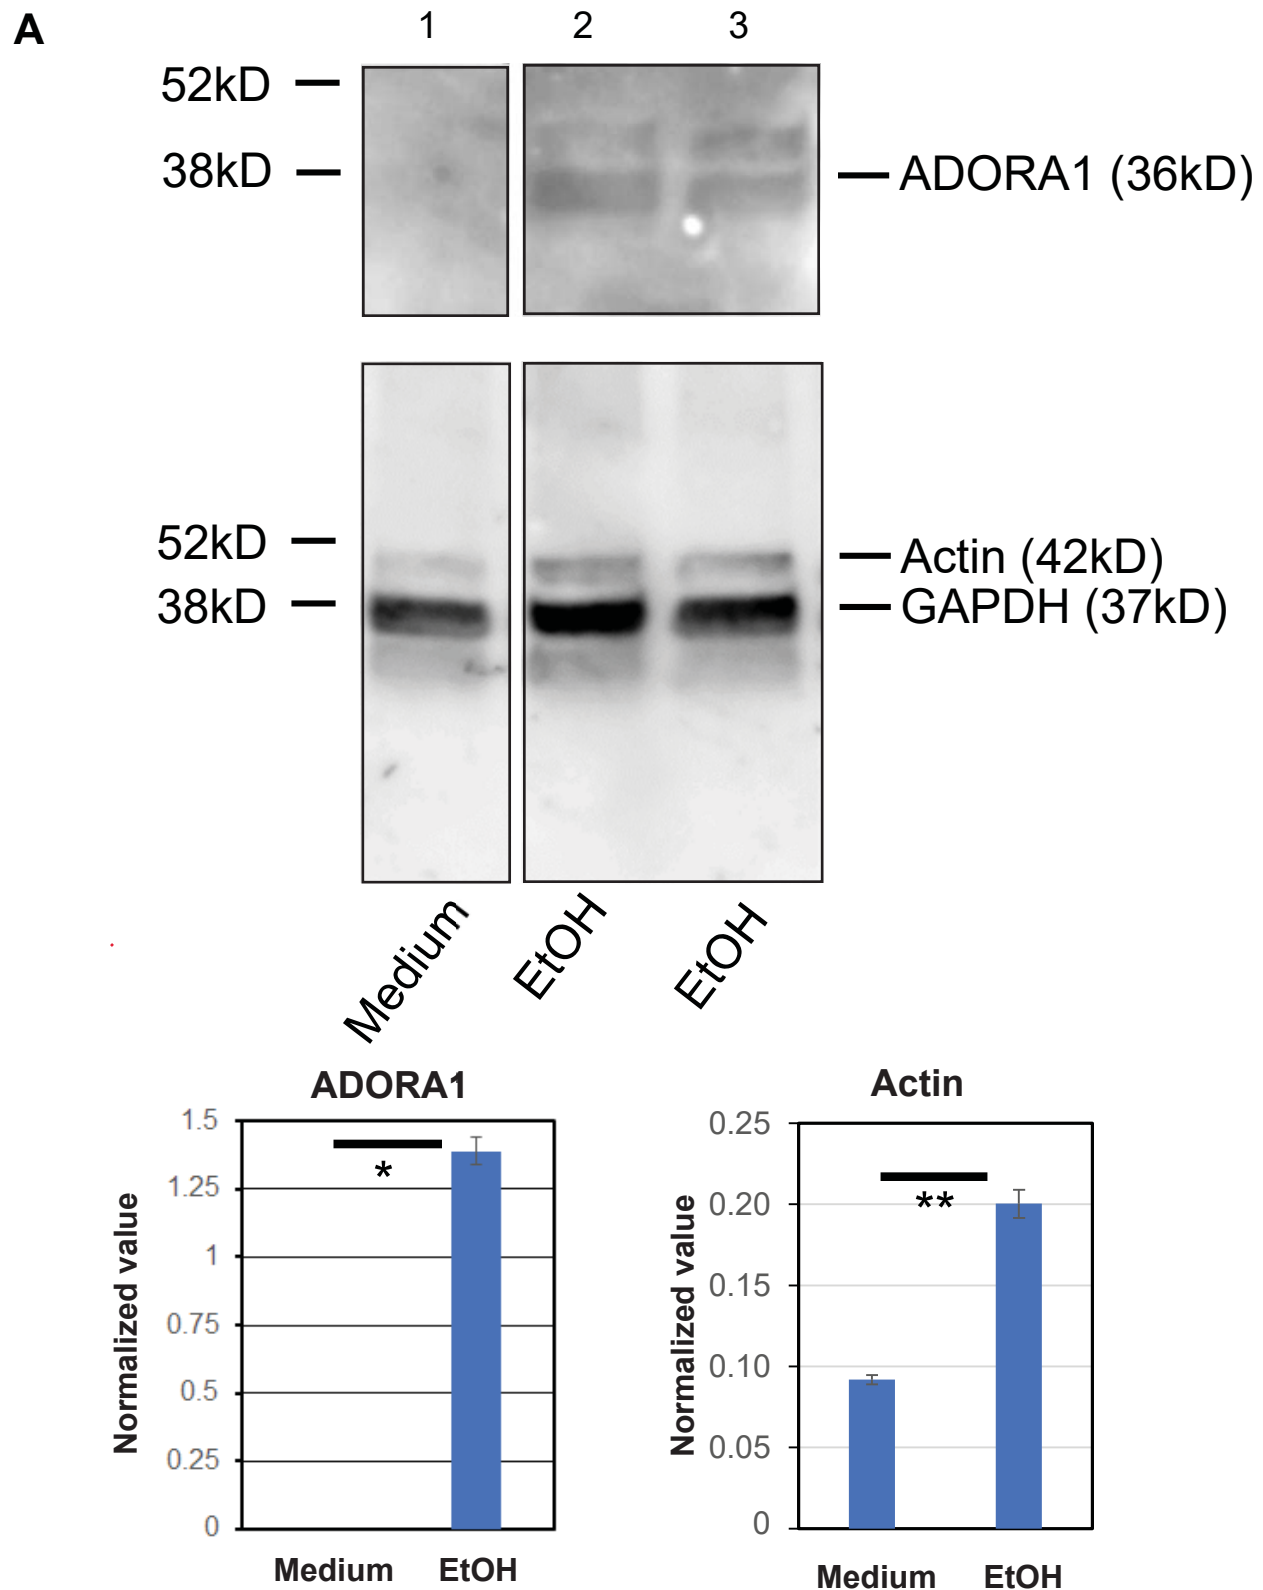 A
1 2 3
52kD
38kD
ADORA1 (36kD)
52kD
38kD
Actin (42kD)
GAPDH (37kD)
Medium
EtOH
EtOH
ADORA1
Normalized value
1.5
1.25
1
0.75
0.5
0.25
0
*
Medium EtOH
Actin
Normalized value
0.25
0.20
0.15
0.10
0.05
0
**
Medium EtOH